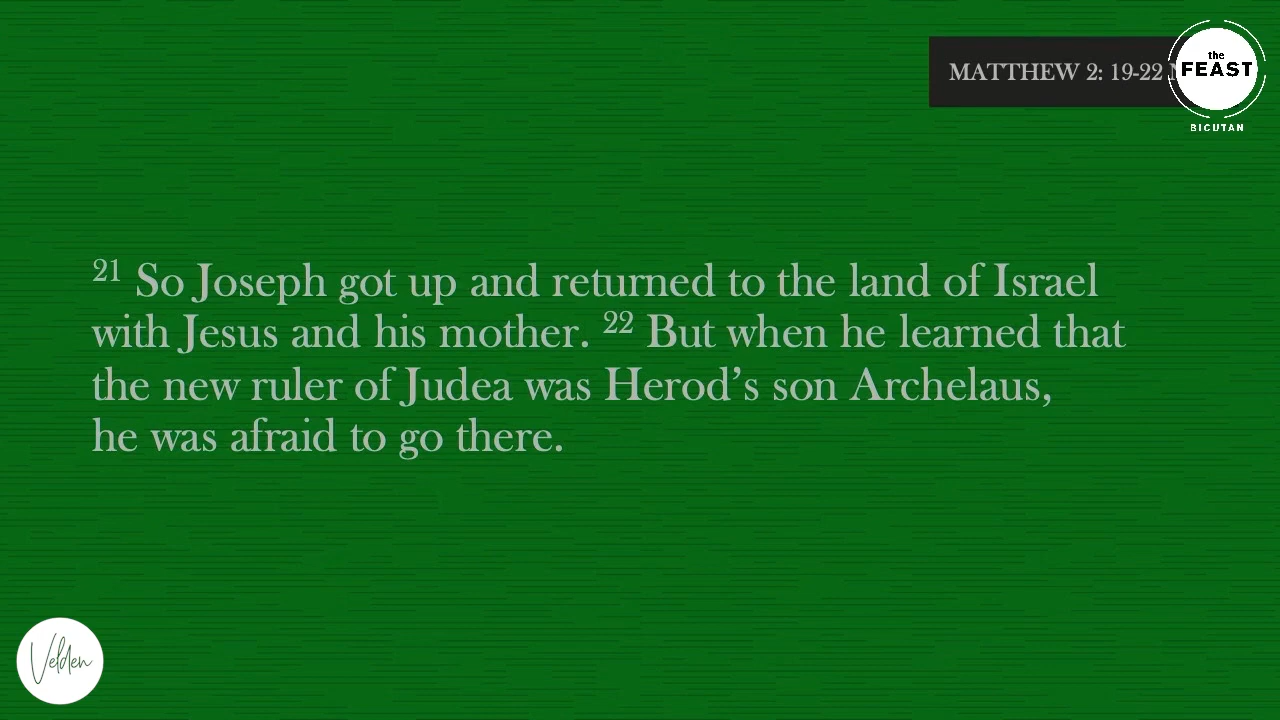 MATTHEW 2: 19-22
the
FEAST
BICUTAN
21 So Joseph got up and returned to the land of Israel
with Jesus and his mother. 22 But when he learned that
the new ruler of Judea was Herod’s son Archelaus,
he was afraid to go there.
Velden